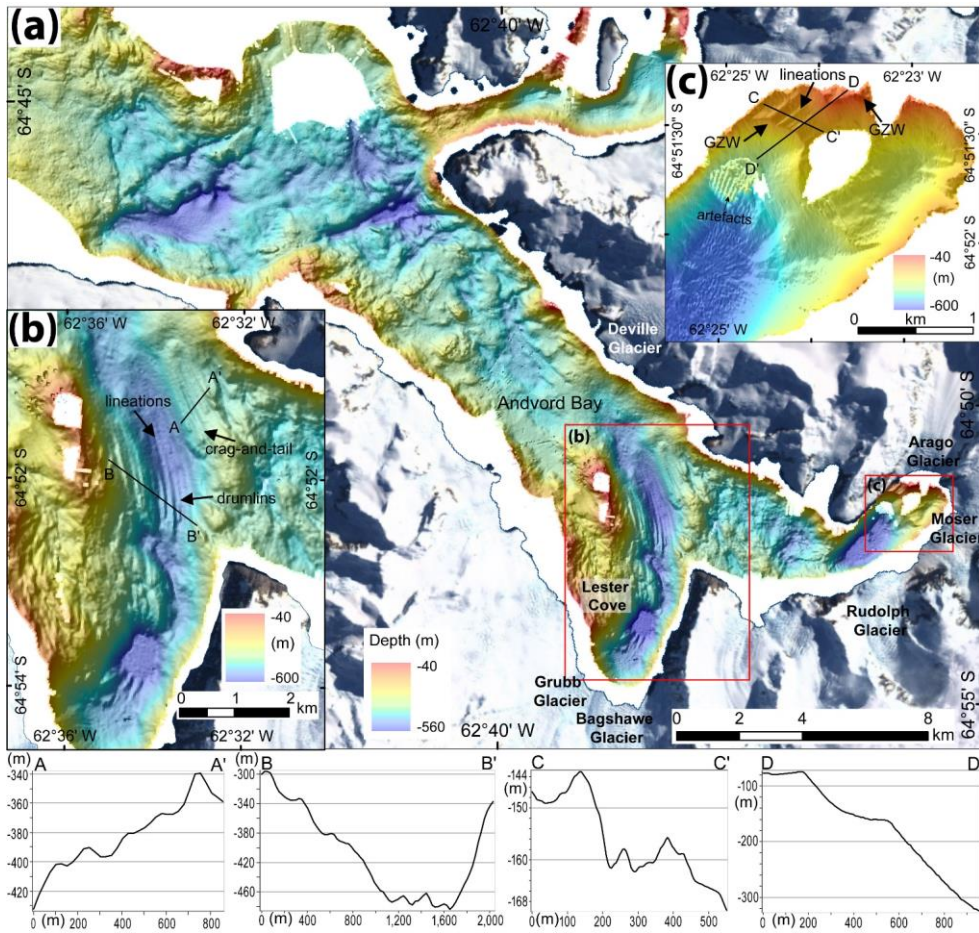 (a)
62°40' W
64°45' S
(c)
62°25' W
lineations
D
62°23' W
C
C'
GZW
GZW
D
64°51'30" S
64°51'30" S
artefacts
64°52' S
64°52' S
-40
(m)
-600
62°25' W
0
1
km
(b)
62°36' W
62°32' W
lineations
A'
A
crag-and-tail
B
drumlins
B'
64°52' S
64°54' S
-40
(m)
-600
0 1 2
km
62°36' W
62°32' W
Deville
Glacier
Andvord Bay
(b)
64°50' S
Arago
Glacier
(c)
Moser
Glacier
Lester
Cove
Rudolph
Glacier
Depth (m)
-40
-560
Grubb
Glacier
Bagshawe
Glacier
62°40' W
64°55' S
0 2 4 8
km
(m) A A'
-340
-360
-380
-400
-420
(m) 0 200 400 600 800
(m) B B'
-300
-340
-380
-420
-460
(m) 0 400 800 1,200 1,600 2,000
C C'
-144
(m)
-150
-160
-168
(m) 0 100 200 300 400 500
D D
-100
(m)
-200
-300
(m) 0 200 400 600 800